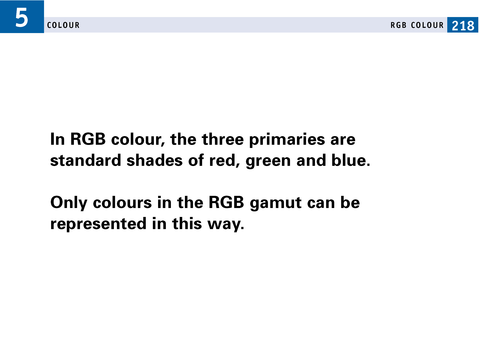 5
COLOUR
RGB COLOUR 218
In RGB colour, the three primaries are
standard shades of red, green and blue.
Only colours in the RGB gamut can be
represented in this way.